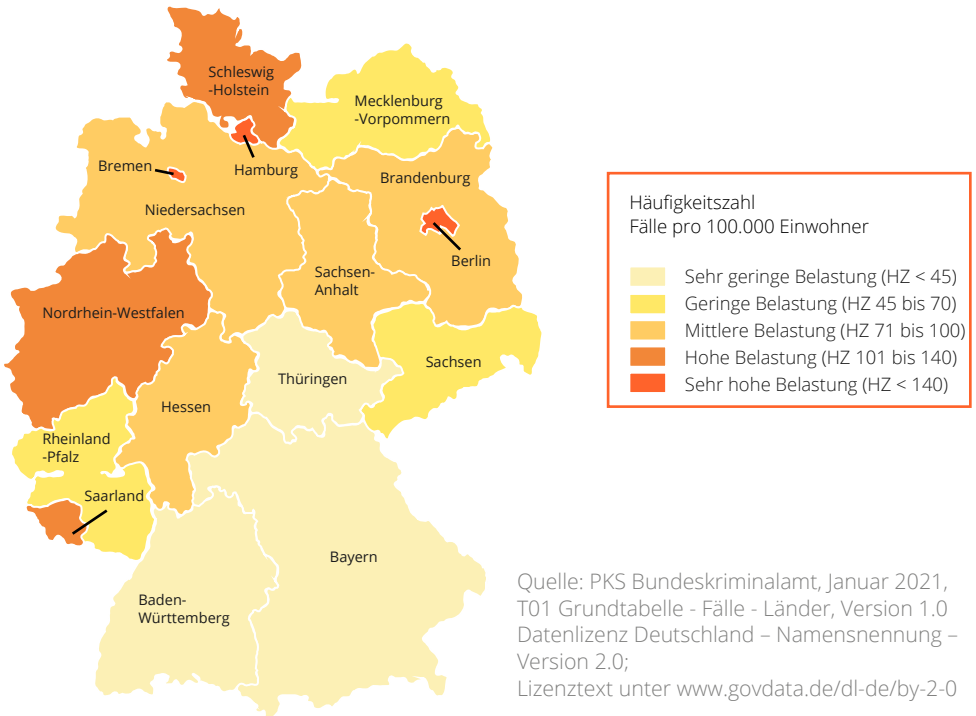 Schleswig
-Holstein
Mecklenburg
-Vorpommern
Bremen
Hamburg
Brandenburg
Niedersachsen
Berlin
Sachsen-
Anhalt
Nordrhein-Westfalen
Sachsen
Thüringen
Hessen
Rheinland
-Pfalz
Saarland
Bayern
Baden-
Württemberg
Häufigkeitszahl
Fälle pro 100.000 Einwohner
Sehr geringe Belastung (HZ < 45)
Geringe Belastung (HZ 45 bis 70)
Mittlere Belastung (HZ 71 bis 100)
Hohe Belastung (HZ 101 bis 140)
Sehr hohe Belastung (HZ < 140)
Quelle: PKS Bundeskriminalamt, Januar 2021,
T01 Grundtabelle - Fälle - Länder, Version 1.0
Datenlizenz Deutschland – Namensnennung –
Version 2.0;
Lizenztext unter www.govdata.de/dl-de/by-2-0